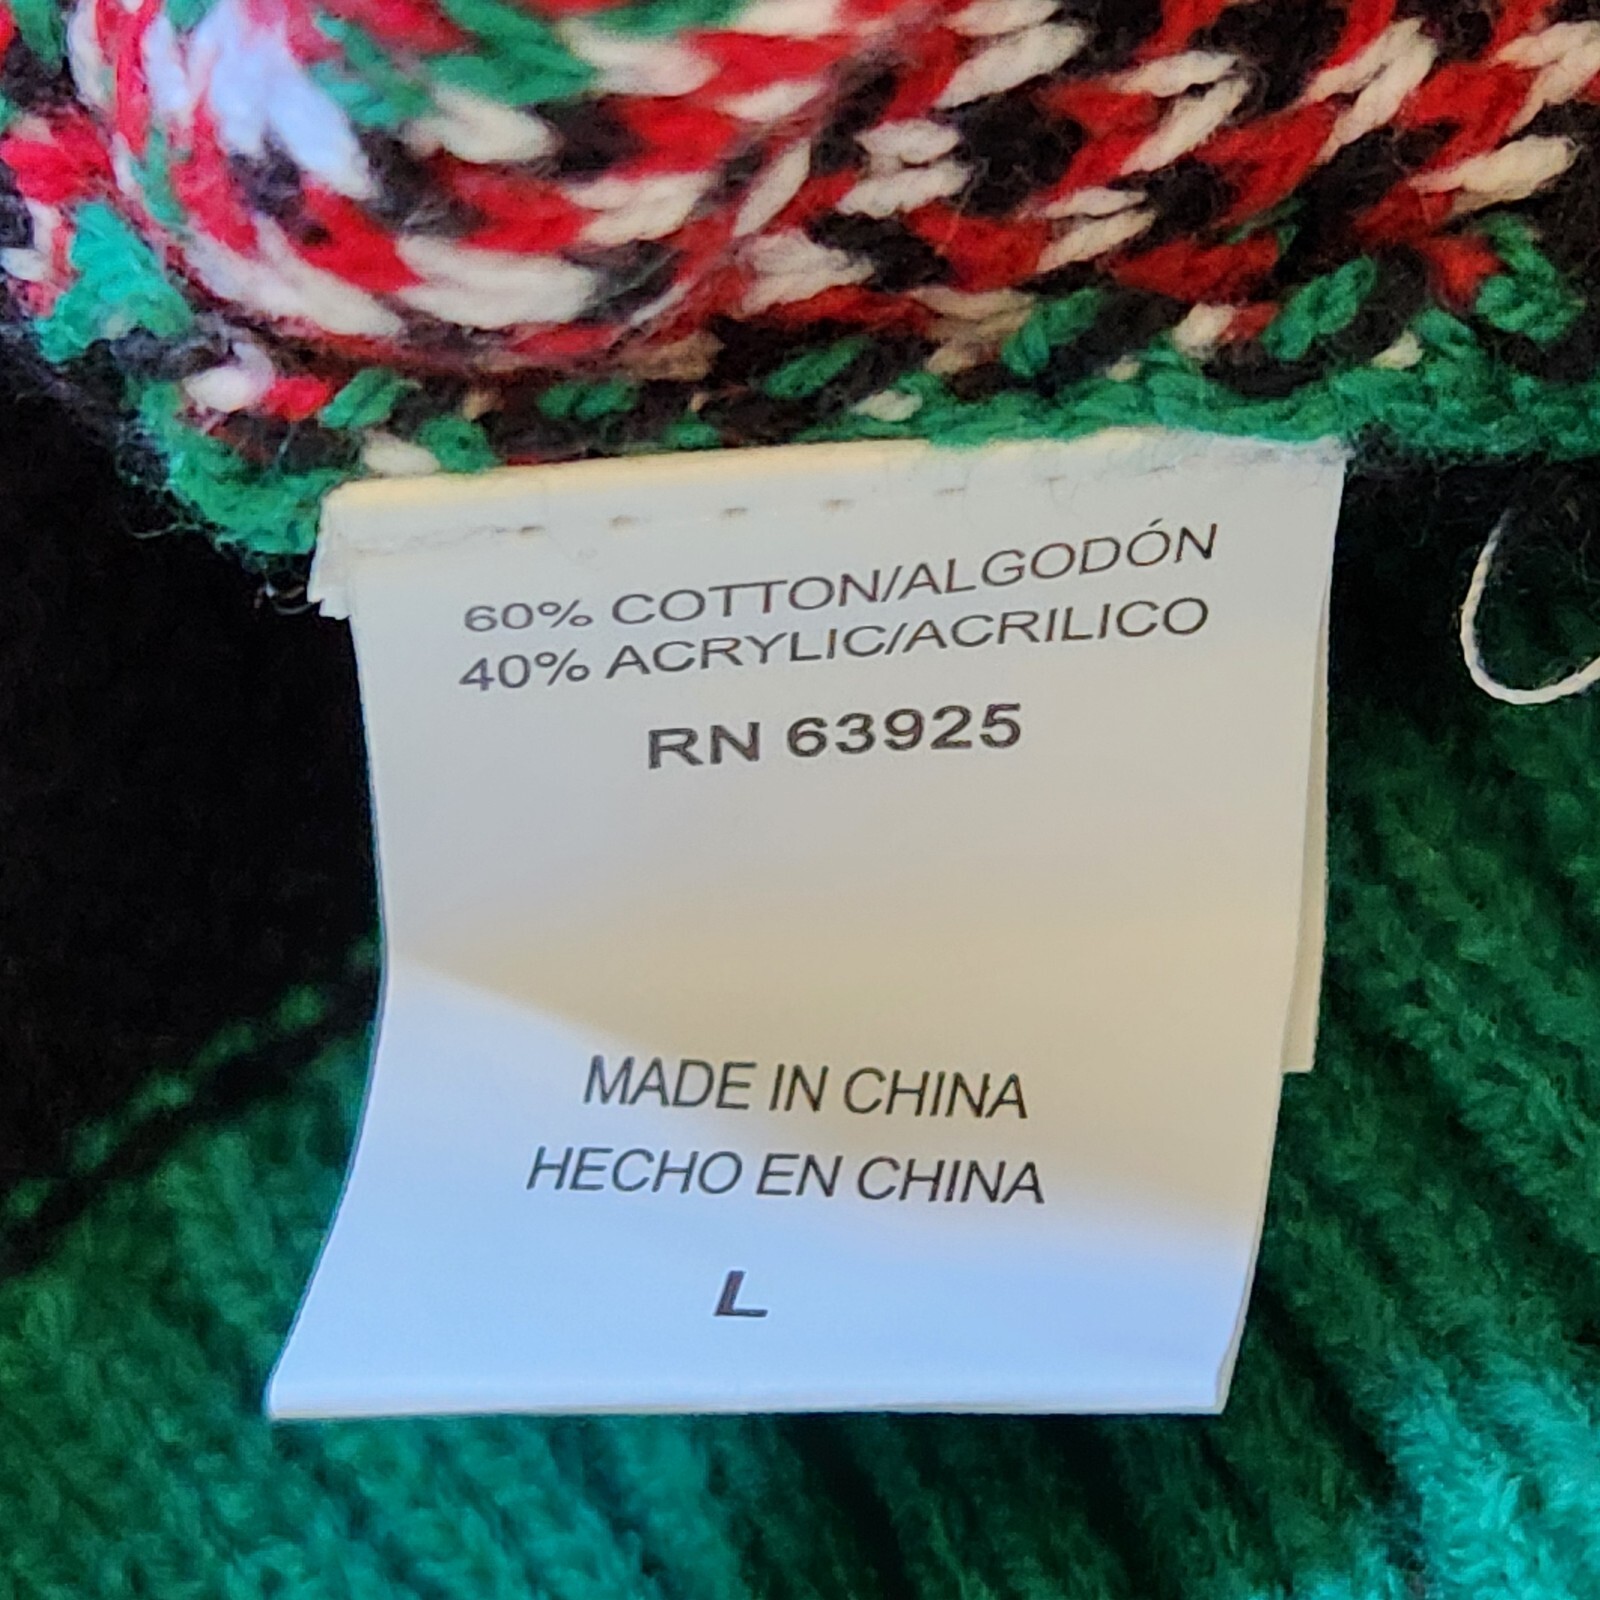 60% COTTON/ALGODÓN
40% ACRYLIC/ACRILICO
RN 63925
MADE IN CHINA
HECHO EN CHINA
L